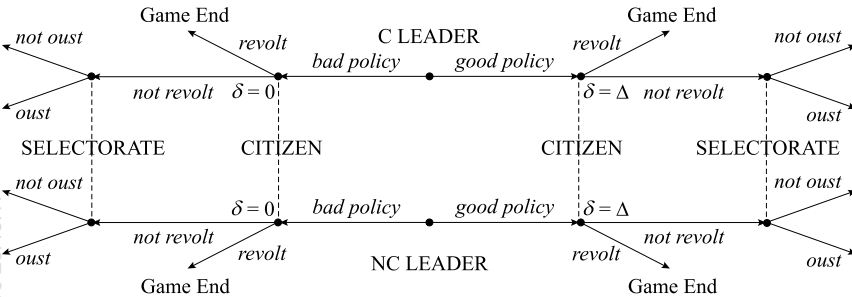 Game End C LEADER Game End
not oust revolt revolt not oust
bad policy good policy
not revolt δ = 0 δ = Δ not revolt
oust oust
SELECTORATE CITIZEN CITIZEN SELECTORATE
not oust not oust
δ = 0 bad policy good policy δ = Δ
not revolt not revolt
oust revolt revolt oust
NC LEADER
Game End Game End